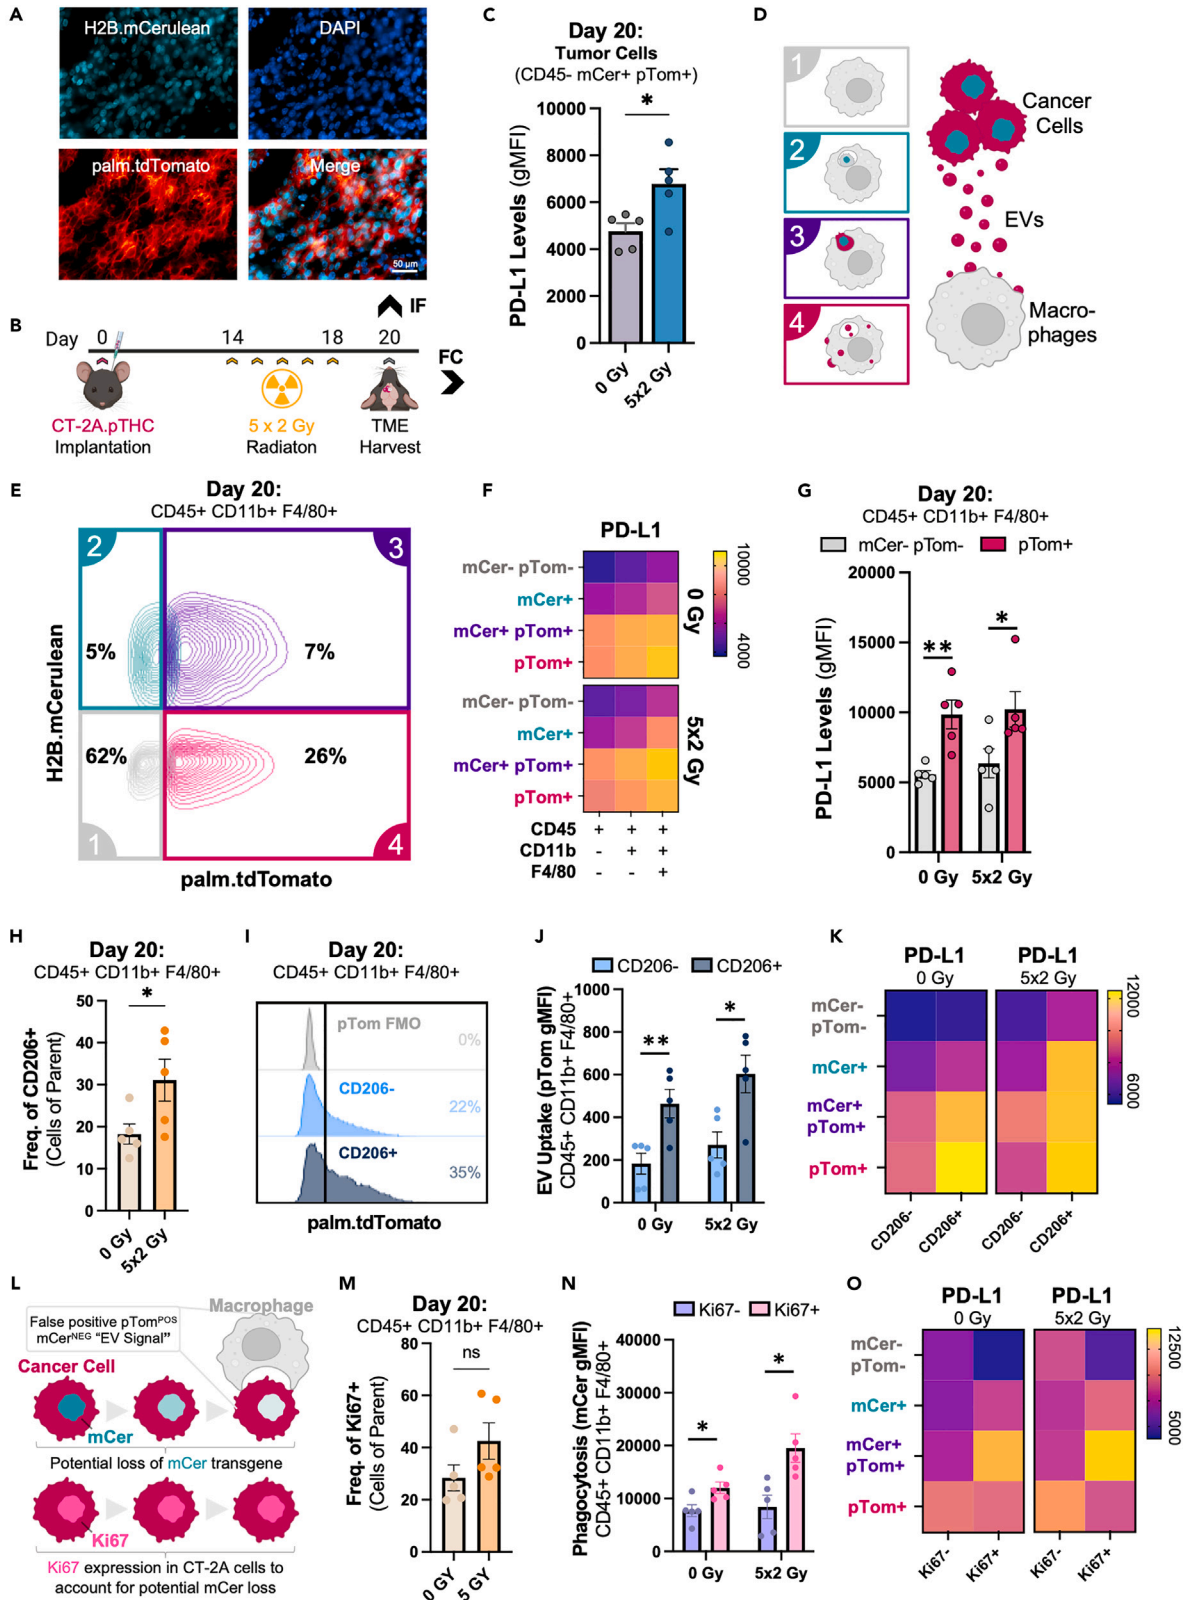 A
H2B.mCerulean
DAPI
palm.tdTomato
Merge
50 µm
B
IF
Day
0
14
18
20
FC
CT-2A.pTHC
Implantation
5 x 2 Gy
Radiaton
TME
Harvest
C
Day 20:
Tumor Cells
(CD45- mCer+ pTom+)
*
PD-L1 Levels (gMFI)
10000
8000
6000
4000
2000
0
0 Gy
5x2 Gy
D
1
2
3
4
Cancer
Cells
EVs
Macro-
phages
E
Day 20:
CD45+ CD11b+ F4/80+
2
3
5%
7%
62%
26%
1
4
H2B.mCerulean
palm.tdTomato
F
PD-L1
mCer- pTom-
mCer+
mCer+ pTom+
pTom+
0 Gy
10000
4000
mCer- pTom-
mCer+
mCer+ pTom+
pTom+
5x2 Gy
CD45 + + +
CD11b - + +
F4/80 - - +
G
Day 20:
CD45+ CD11b+ F4/80+
mCer- pTom-
pTom+
PD-L1 Levels (gMFI)
20000
15000
10000
5000
0
**
*
0 Gy
5x2 Gy
H
Day 20:
CD45+ CD11b+ F4/80+
*
Freq. of CD206+
(Cells of Parent)
50
40
30
20
10
0
0 Gy
5x2 Gy
I
Day 20:
CD45+ CD11b+ F4/80+
pTom FMO
0%
CD206-
22%
CD206+
35%
palm.tdTomato
J
CD206-
CD206+
EV Uptake (pTom gMFI)
CD45+ CD11b+ F4/80+
1000
800
600
400
200
0
**
*
0 Gy
5x2 Gy
K
PD-L1
0 Gy
PD-L1
5x2 Gy
mCer-
pTom-
mCer+
mCer+
pTom+
pTom+
12000
6000
CD206-
CD206+
CD206-
CD206+
L
Macrophage
False positive pTomPOS
mCerNEG “EV Signal”
Cancer Cell
mCer
Potential loss of mCer transgene
Ki67
Ki67 expression in CT-2A cells to
account for potential mCer loss
M
Day 20:
CD45+ CD11b+ F4/80+
ns
Freq. of Ki67+
(Cells of Parent)
80
60
40
20
0
0 Gy
5 GY
N
Ki67-
Ki67+
Phagocytosis (mCer gMFI)
CD45+ CD11b+ F4/80+
40000
30000
20000
10000
0
*
*
0 Gy
5x2 Gy
O
PD-L1
0 Gy
PD-L1
5x2 Gy
mCer-
pTom-
mCer+
mCer+
pTom+
pTom+
12500
5000
Ki67-
Ki67+
Ki67-
Ki67+